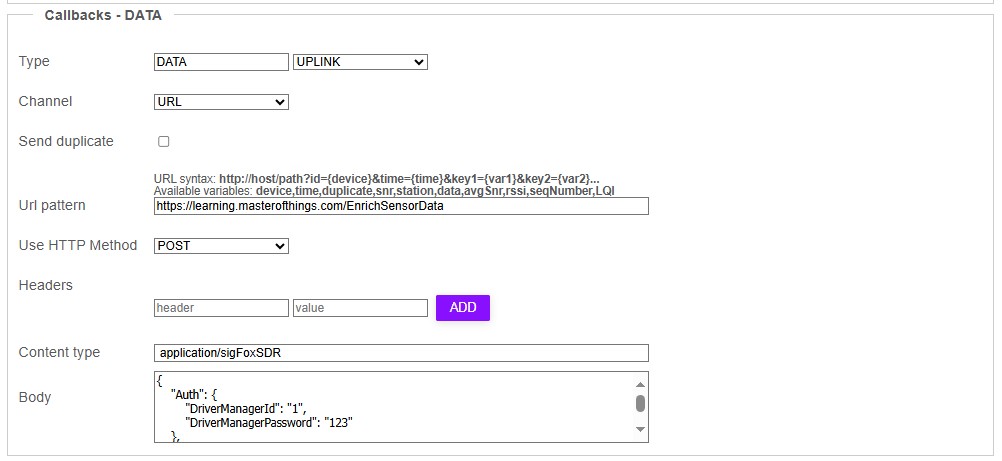 Callbacks - DATA
Type DATA UPLINK
Channel URL
Send duplicate
URL syntax: http://host/path?id={device}&time={time}&key1={var1}&key2={var2}...
Available variables: device,time,duplicate,snr,station,data,avgSnr,rssi,seqNumber,LQI
Url pattern https://learning.masterofthings.com/EnrichSensorData
Use HTTP Method POST
Headers
header value ADD
Content type application/sigFoxSDR
Body
{
"Auth": {
"DriverManagerId": "1",
"DriverManagerPassword": "123"
},